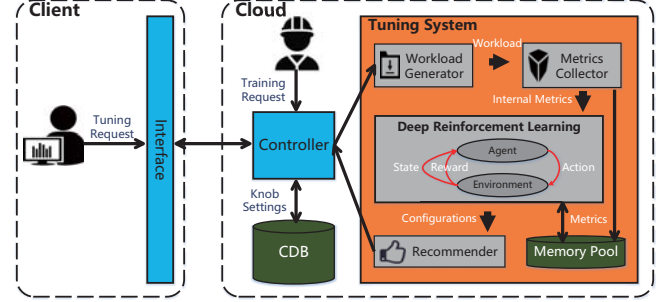 Client
Cloud
Tuning System
Tuning
Request
Interface
Training
Request
Controller
Knob
Settings
CDB
Workload
Generator
Workload
Metrics
Collector
Internal Metrics
Deep Reinforcement Learning
Agent
State
Reward
Action
Environment
Configurations
Metrics
Recommender
Memory Pool